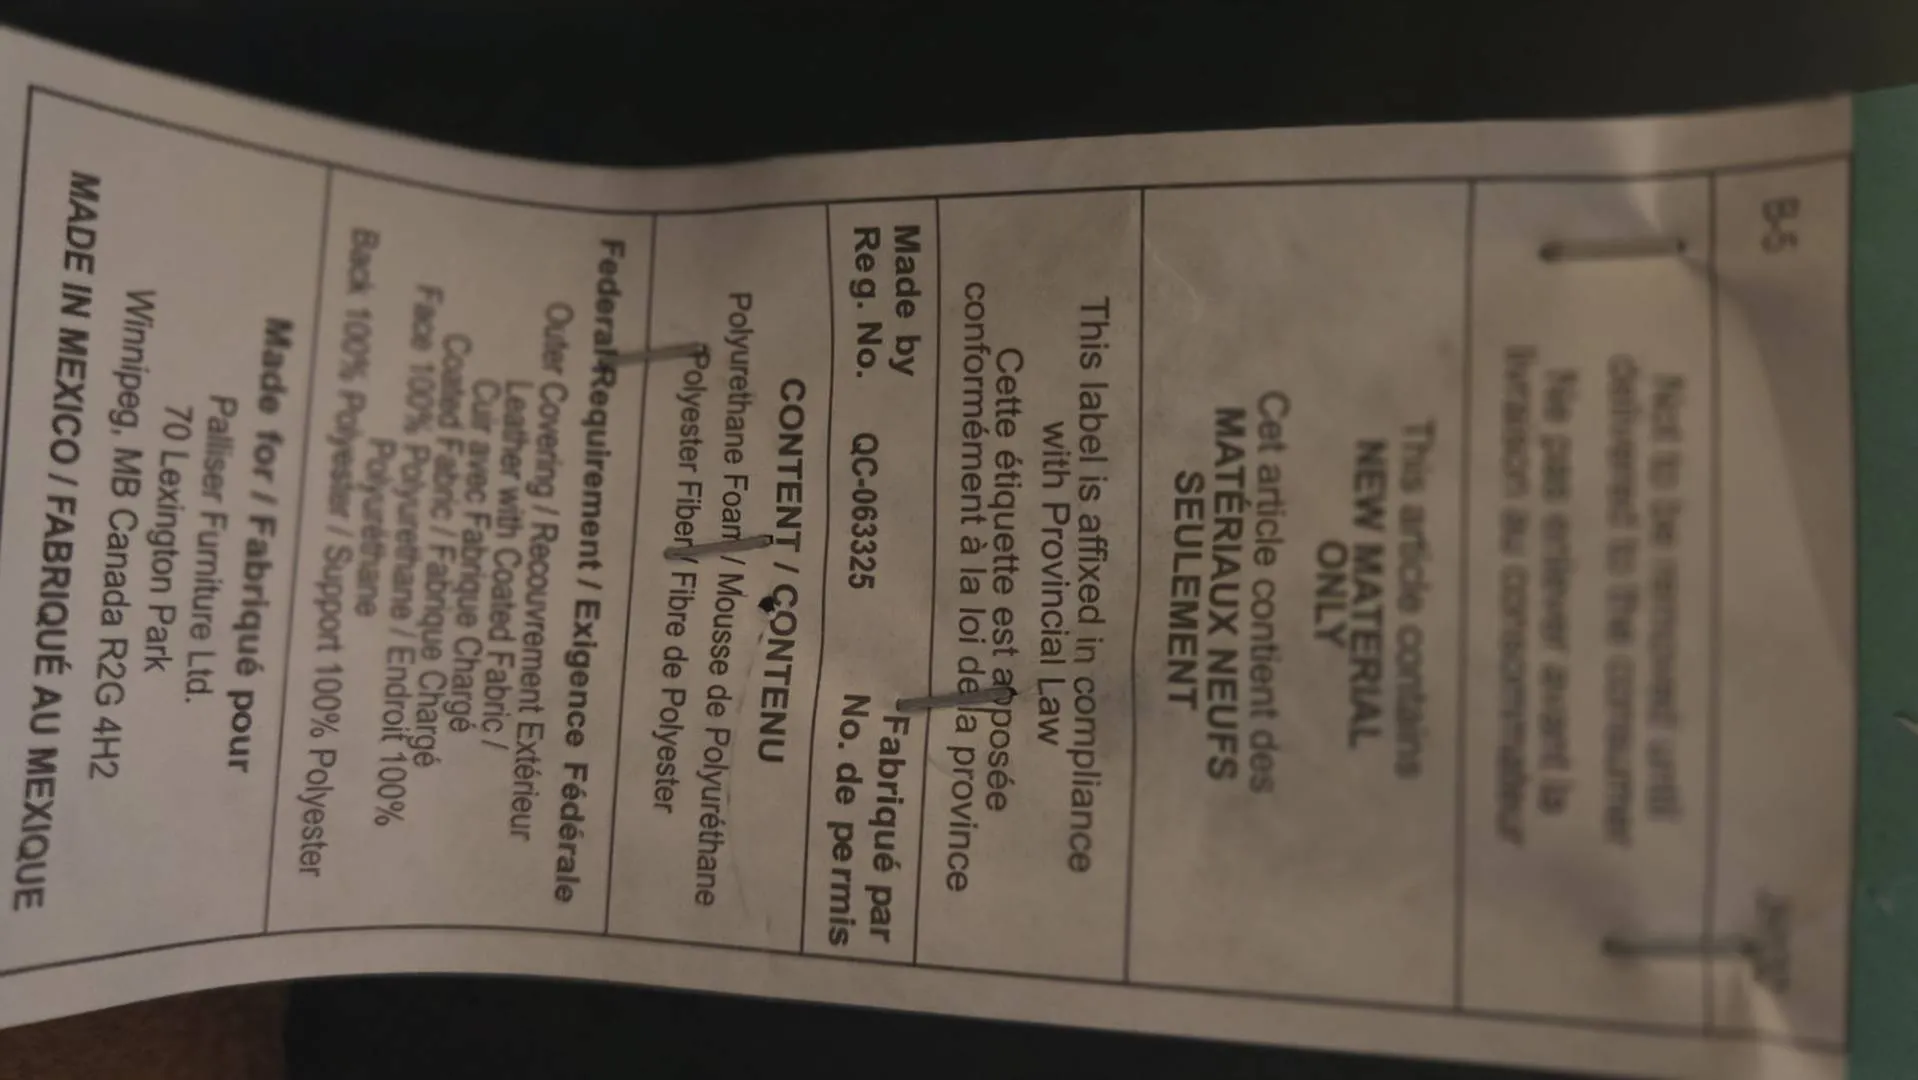 B-5
Not to be removed until
delivered to the consumer
Ne pas enlever avant la
livraison au consommateur
This article contains
NEW MATERIAL
ONLY
Cet article contient des
MATÉRIAUX NEUFS
SEULEMENT
This label is affixed in compliance
with Provincial Law
Cette étiquette est apposée
conformément à la loi de la province
Made by Fabriqué par
Reg. No. QC-063325 No. de permis
CONTENT / CONTENU
Polyurethane Foam / Mousse de Polyuréthane
Polyester Fiber / Fibre de Polyester
Federal Requirement / Exigence Fédérale
Outer Covering / Recouvrement Extérieur
Leather with Coated Fabric /
Cuir avec Fabrique Chargé
Coated Fabric / Fabrique Chargé
Face 100% Polyurethane / Endroit 100%
Polyuréthane
Back 100% Polyester / Support 100% Polyester
Made for / Fabriqué pour
Palliser Furniture Ltd.
70 Lexington Park
Winnipeg, MB Canada R2G 4H2
MADE IN MEXICO / FABRIQUÉ AU MEXIQUE